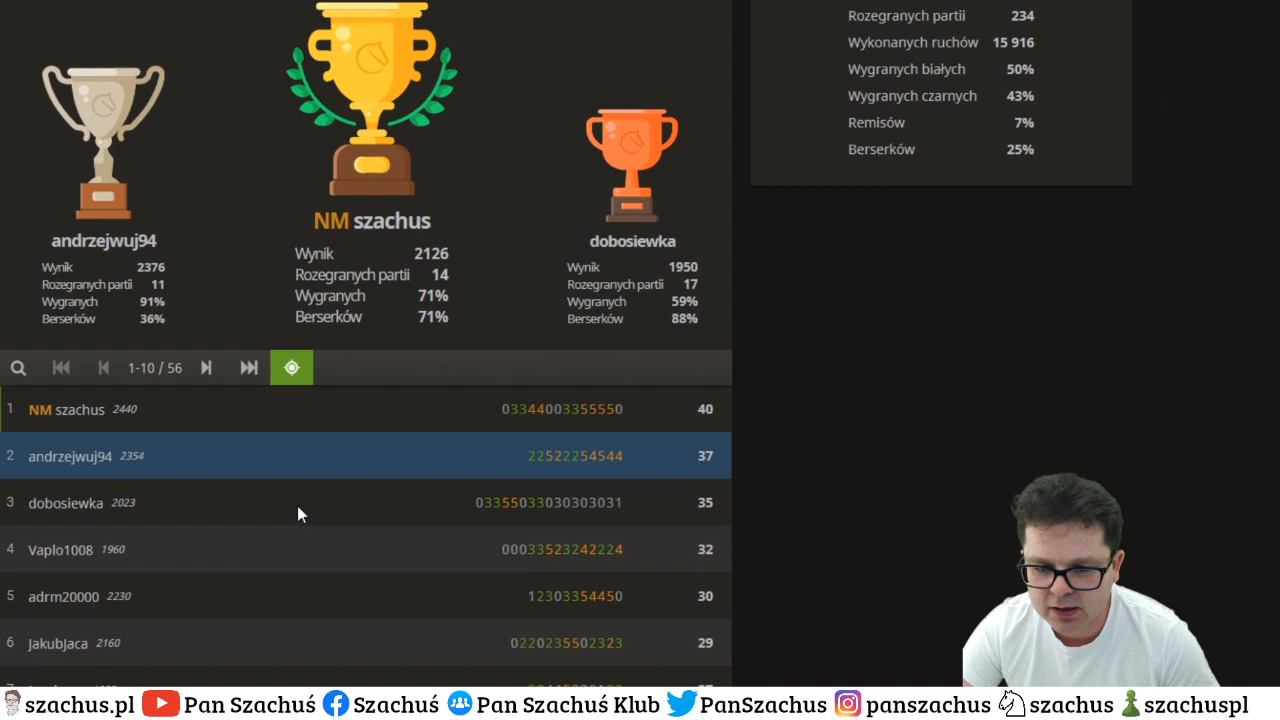 Rozegranych partii 234
Wykonanych ruchów 15 916
Wygranych białych 50%
Wygranych czarnych 43%
Remisów 7%
Berserków 25%
andrzejwuj94
Wynik 2376
Rozegranych partii 11
Wygranych 91%
Berserków 36%
NM szachus
Wynik 2126
Rozegranych partii 14
Wygranych 71%
Berserków 71%
dobosiewka
Wynik 1950
Rozegranych partii 17
Wygranych 59%
Berserków 88%
1-10 / 56
1 NM szachus 2440 03344003355550 40
2 andrzejwuj94 2354 22522254544 37
3 dobosiewka 2023 03355033030303031 35
4 Vaplo1008 1960 00033523242224 32
5 adrm20000 2230 12303354450 30
6 JakubJaca 2160 0220235502323 29
szachus.pl Pan Szachuś Szachuś Pan Szachuś Klub PanSzachus panszachus szachus szachuspl